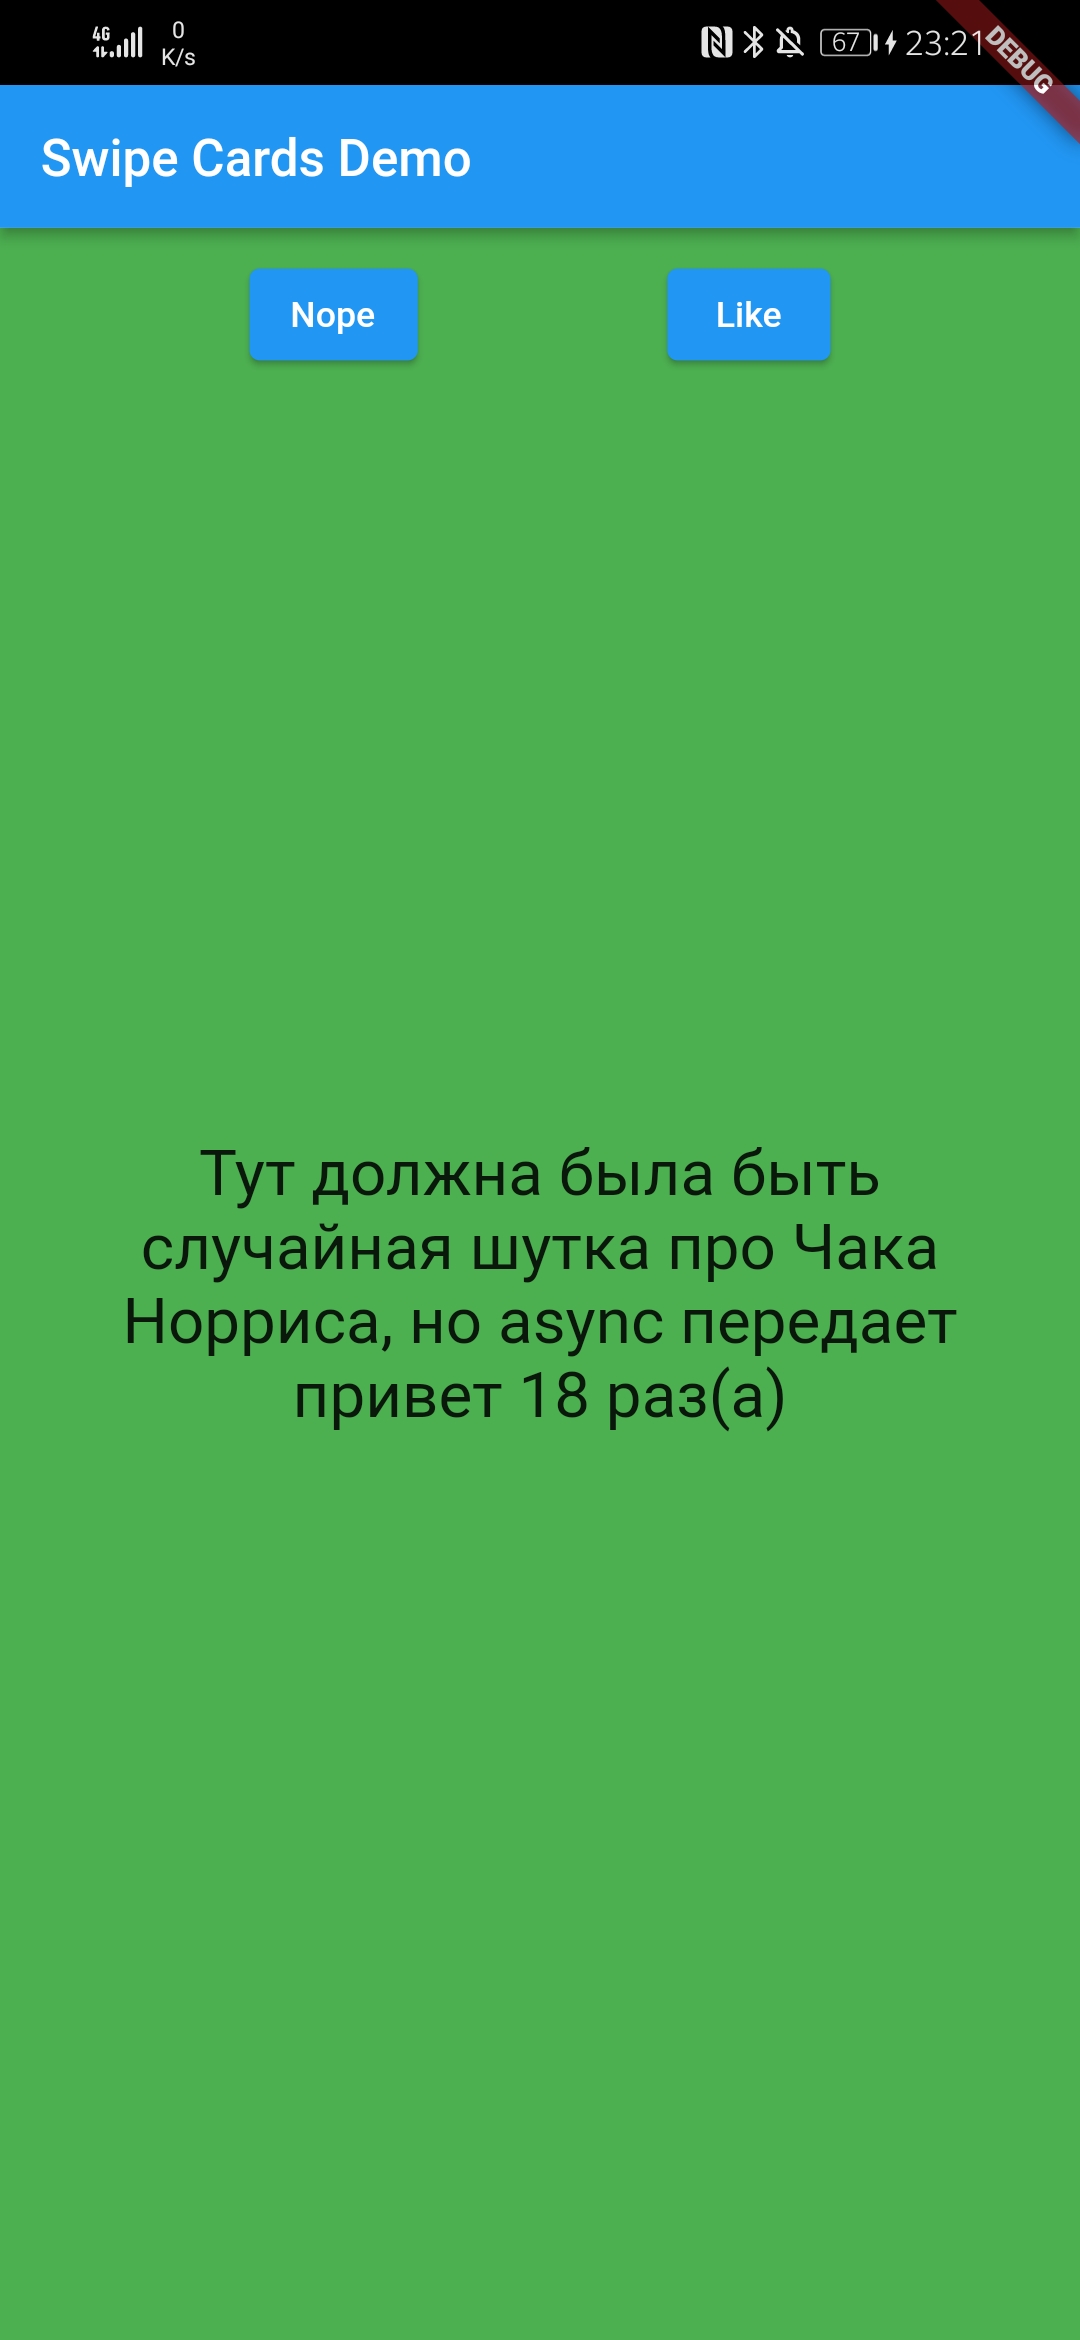 4G
0
K/s
67
23:21
DEBUG
Swipe Cards Demo
Nope
Like
Тут должна была быть
случайная шутка про Чака
Норриса, но async передает
привет 18 раз(а)